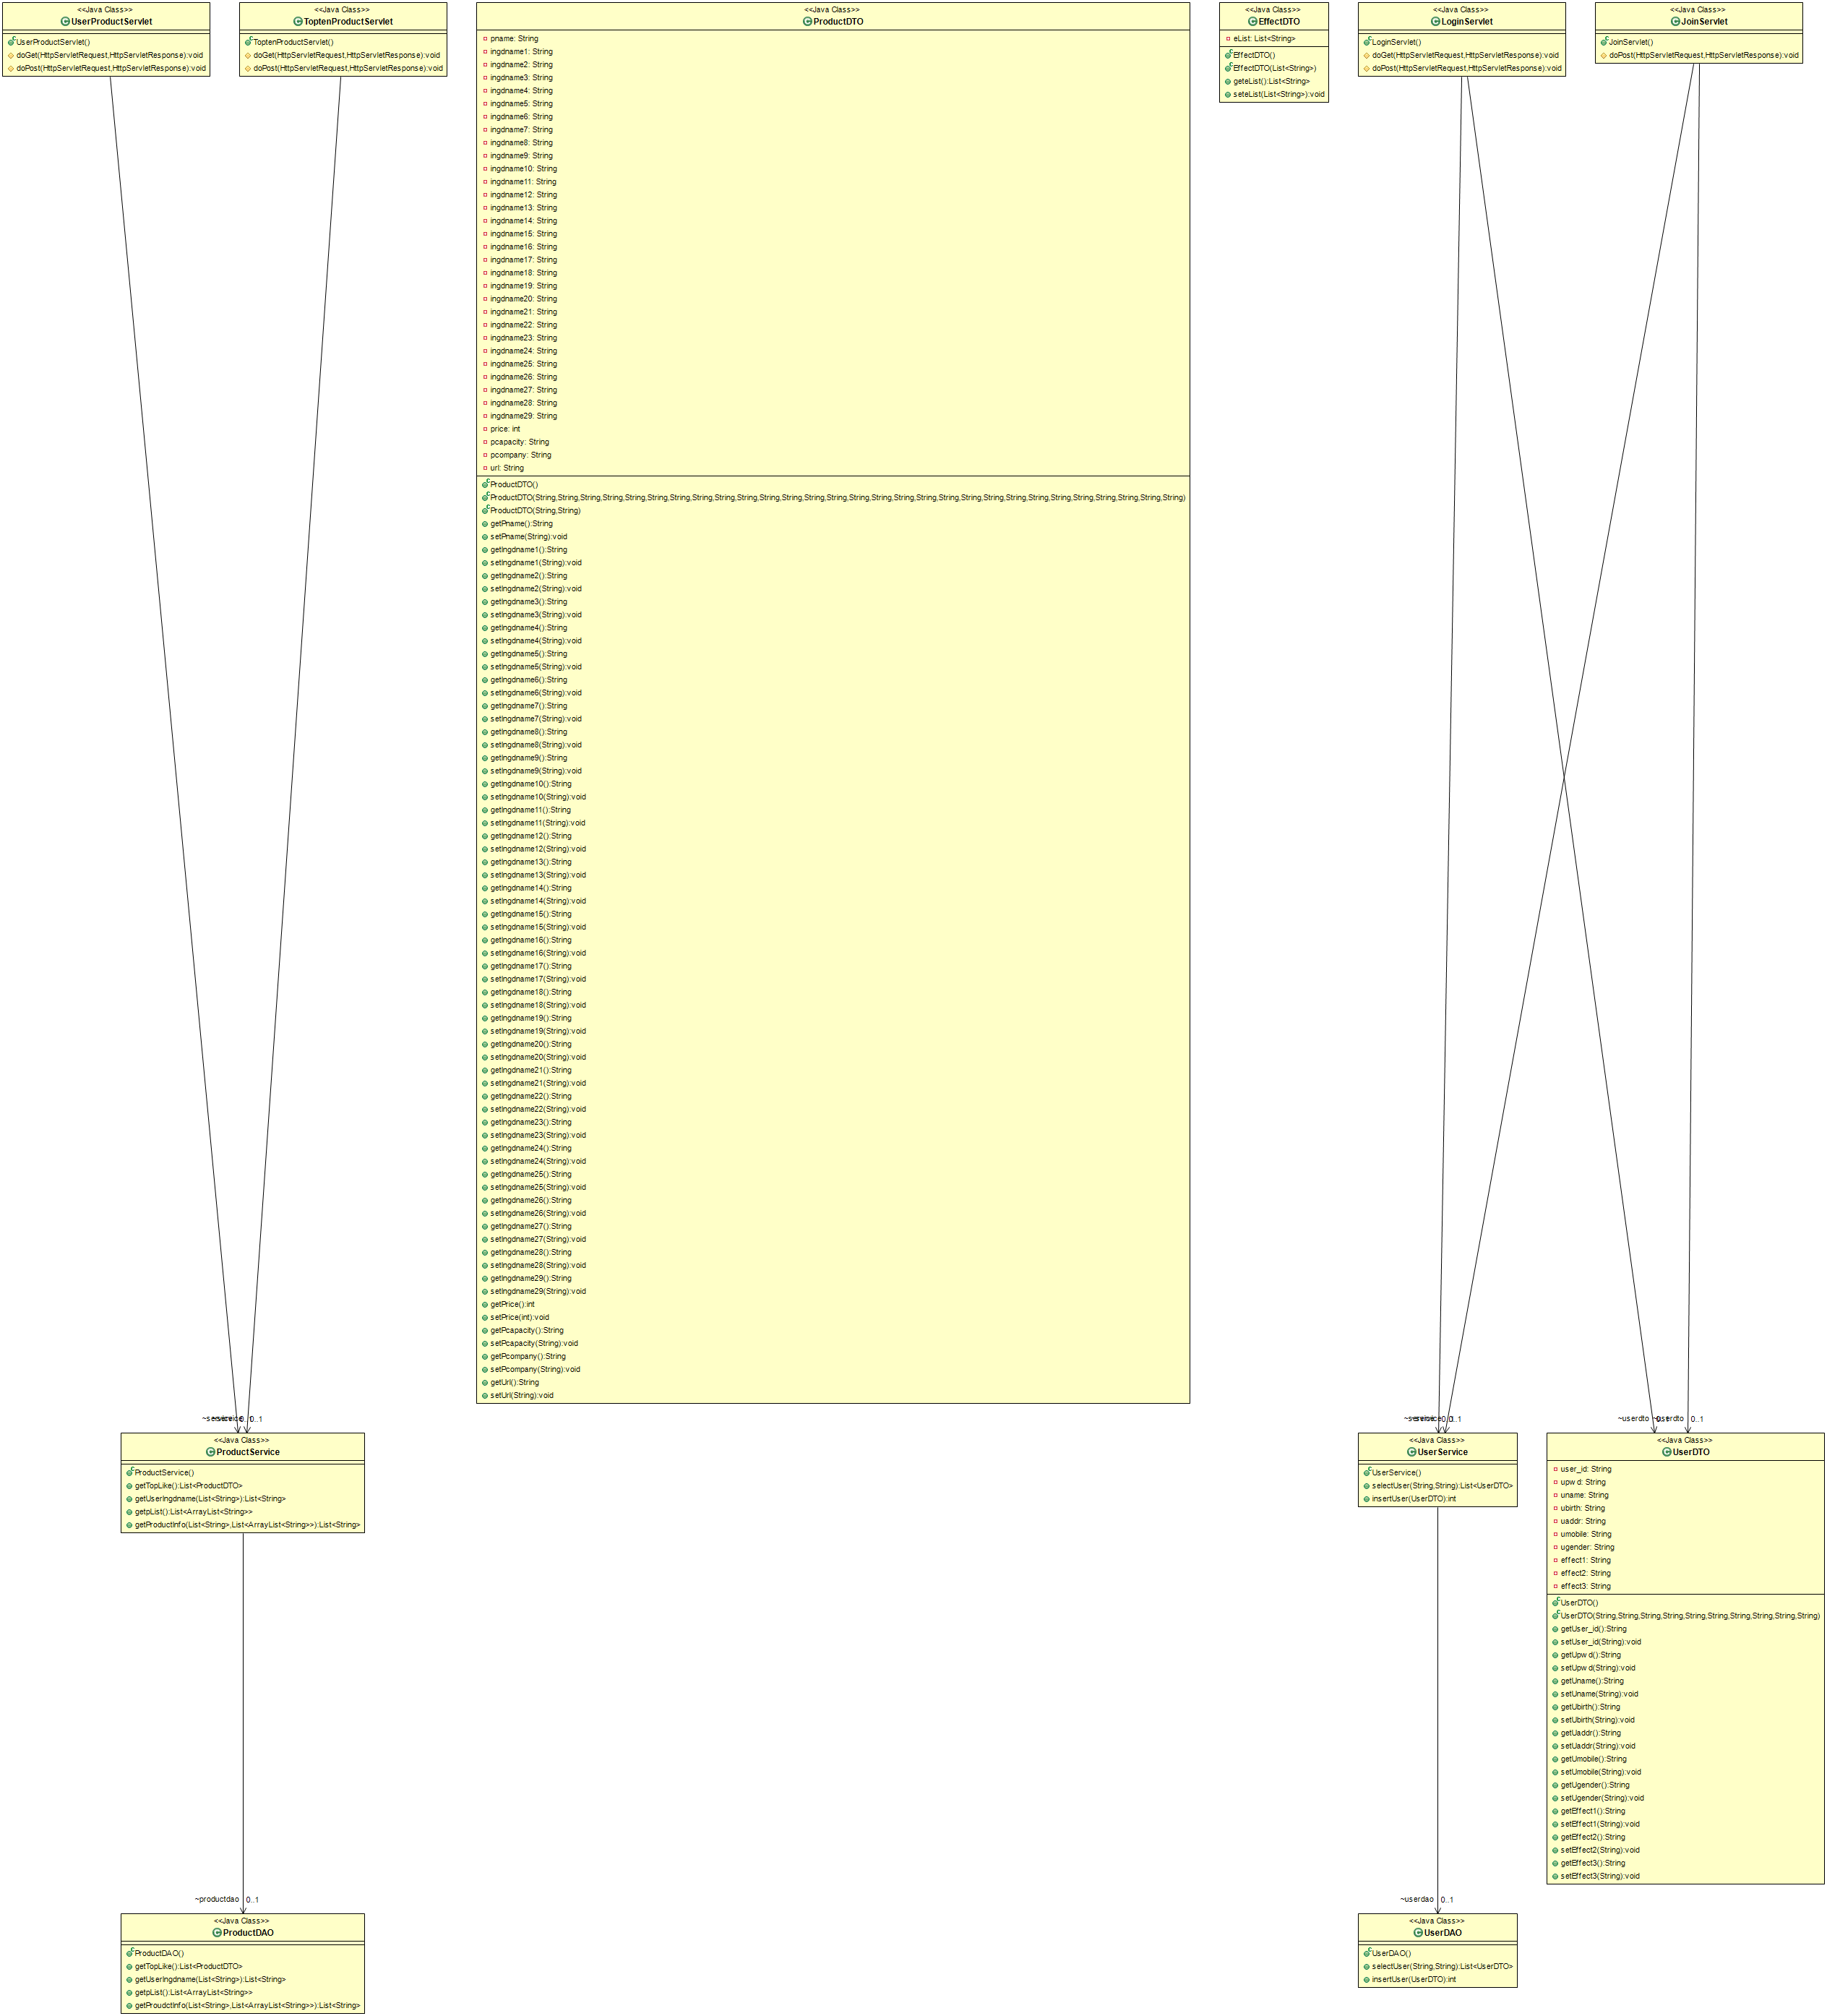 <<Java Class>>
UserProductServlet
UserProductServlet()
doGet(HttpServletRequest,HttpServletResponse):void
doPost(HttpServletRequest,HttpServletResponse):void
<<Java Class>>
ToptenProductServlet
ToptenProductServlet()
doGet(HttpServletRequest,HttpServletResponse):void
doPost(HttpServletRequest,HttpServletResponse):void
<<Java Class>>
ProductDTO
pname: String
ingdname1: String
ingdname2: String
ingdname3: String
ingdname4: String
ingdname5: String
ingdname6: String
ingdname7: String
ingdname8: String
ingdname9: String
ingdname10: String
ingdname11: String
ingdname12: String
ingdname13: String
ingdname14: String
ingdname15: String
ingdname16: String
ingdname17: String
ingdname18: String
ingdname19: String
ingdname20: String
ingdname21: String
ingdname22: String
ingdname23: String
ingdname24: String
ingdname25: String
ingdname26: String
ingdname27: String
ingdname28: String
ingdname29: String
price: int
pcapacity: String
pcompany: String
url: String
ProductDTO()
ProductDTO(String,String,String,String,String,String,String,String,String,String,String,String,String,String,String,String,String,String,String,String,String,String,String,String,String,String,String,String,String)
ProductDTO(String,String)
getPname():String
setPname(String):void
getIngdname1():String
setIngdname1(String):void
getIngdname2():String
setIngdname2(String):void
getIngdname3():String
setIngdname3(String):void
getIngdname4():String
setIngdname4(String):void
getIngdname5():String
setIngdname5(String):void
getIngdname6():String
setIngdname6(String):void
getIngdname7():String
setIngdname7(String):void
getIngdname8():String
setIngdname8(String):void
getIngdname9():String
setIngdname9(String):void
getIngdname10():String
setIngdname10(String):void
getIngdname11():String
setIngdname11(String):void
getIngdname12():String
setIngdname12(String):void
getIngdname13():String
setIngdname13(String):void
getIngdname14():String
setIngdname14(String):void
getIngdname15():String
setIngdname15(String):void
getIngdname16():String
setIngdname16(String):void
getIngdname17():String
setIngdname17(String):void
getIngdname18():String
setIngdname18(String):void
getIngdname19():String
setIngdname19(String):void
getIngdname20():String
setIngdname20(String):void
getIngdname21():String
setIngdname21(String):void
getIngdname22():String
setIngdname22(String):void
getIngdname23():String
setIngdname23(String):void
getIngdname24():String
setIngdname24(String):void
getIngdname25():String
setIngdname25(String):void
getIngdname26():String
setIngdname26(String):void
getIngdname27():String
setIngdname27(String):void
getIngdname28():String
setIngdname28(String):void
getIngdname29():String
setIngdname29(String):void
getPrice():int
setPrice(int):void
getPcapacity():String
setPcapacity(String):void
getPcompany():String
setPcompany(String):void
getUrl():String
setUrl(String):void
<<Java Class>>
EffectDTO
eList: List<String>
EffectDTO()
EffectDTO(List<String>)
geteList():List<String>
seteList(List<String>):void
<<Java Class>>
LoginServlet
LoginServlet()
doGet(HttpServletRequest,HttpServletResponse):void
doPost(HttpServletRequest,HttpServletResponse):void
<<Java Class>>
JoinServlet
JoinServlet()
doPost(HttpServletRequest,HttpServletResponse):void
~service 0..1
<<Java Class>>
ProductService
ProductService()
getTopLike():List<ProductDTO>
getUserIngdname(List<String>):List<String>
getpList():List<ArrayList<String>>
getProductInfo(List<String>,List<ArrayList<String>>):List<String>
~service 0..1
<<Java Class>>
UserService
UserService()
selectUser(String,String):List<UserDTO>
insertUser(UserDTO):int
~userdto 0..1
~userdto 0..1
<<Java Class>>
UserDTO
user_id: String
upwd: String
uname: String
ubirth: String
uaddr: String
umobile: String
ugender: String
effect1: String
effect2: String
effect3: String
UserDTO()
UserDTO(String,String,String,String,String,String,String,String,String,String)
getUser_id():String
setUser_id(String):void
getUpwd():String
setUpwd(String):void
getUname():String
setUname(String):void
getUbirth():String
setUbirth(String):void
getUaddr():String
setUaddr(String):void
getUmobile():String
setUmobile(String):void
getUgender():String
setUgender(String):void
getEffect1():String
setEffect1(String):void
getEffect2():String
setEffect2(String):void
getEffect3():String
setEffect3(String):void
~productdao 0..1
<<Java Class>>
ProductDAO
ProductDAO()
getTopLike():List<ProductDTO>
getUserIngdname(List<String>):List<String>
getpList():List<ArrayList<String>>
getProudctInfo(List<String>,List<ArrayList<String>>):List<String>
~userdao 0..1
<<Java Class>>
UserDAO
UserDAO()
selectUser(String,String):List<UserDTO>
insertUser(UserDTO):int